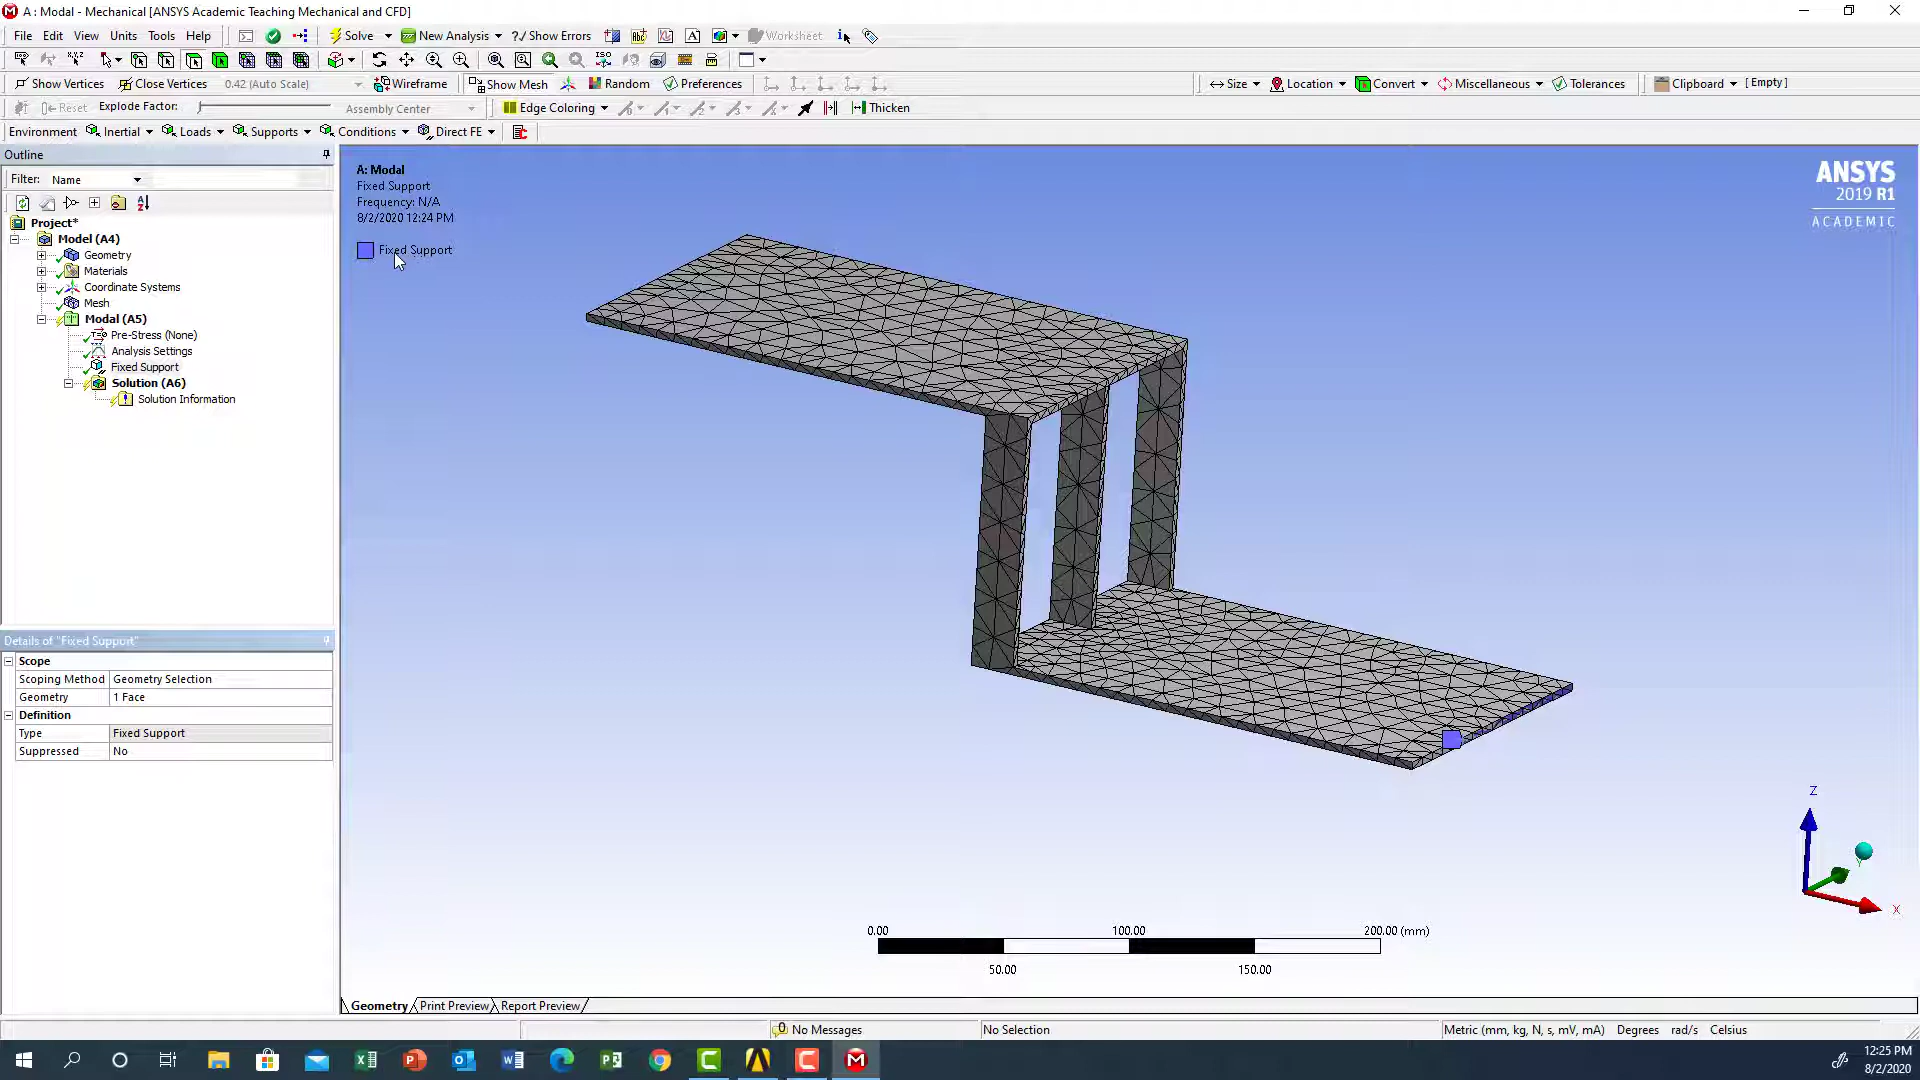 A : Modal - Mechanical [ANSYS Academic Teaching Mechanical and CFD]
File Edit View Units Tools Help Solve New Analysis ?/ Show Errors Worksheet
Show Vertices Close Vertices 0.42 (Auto Scale) Wireframe Show Mesh Random Preferences Size Location Convert Miscellaneous Tolerances Clipboard [ Empty ]
Reset Explode Factor: Assembly Center Edge Coloring Thicken
Environment Inertial Loads Supports Conditions Direct FE
Outline
Filter: Name
Project*
Model (A4)
Geometry
Materials
Coordinate Systems
Mesh
Modal (A5)
Pre-Stress (None)
Analysis Settings
Fixed Support
Solution (A6)
Solution Information
Details of "Fixed Support"
Scope
Scoping Method Geometry Selection
Geometry 1 Face
Definition
Type Fixed Support
Suppressed No
A: Modal
Fixed Support
Frequency: N/A
8/2/2020 12:24 PM
Fixed Support
ANSYS
2019 R1
ACADEMIC
Z
Y
X
0.00 100.00 200.00 (mm)
50.00 150.00
Geometry Print Preview Report Preview
0 No Messages No Selection Metric (mm, kg, N, s, mV, mA) Degrees rad/s Celsius
12:25 PM
8/2/2020